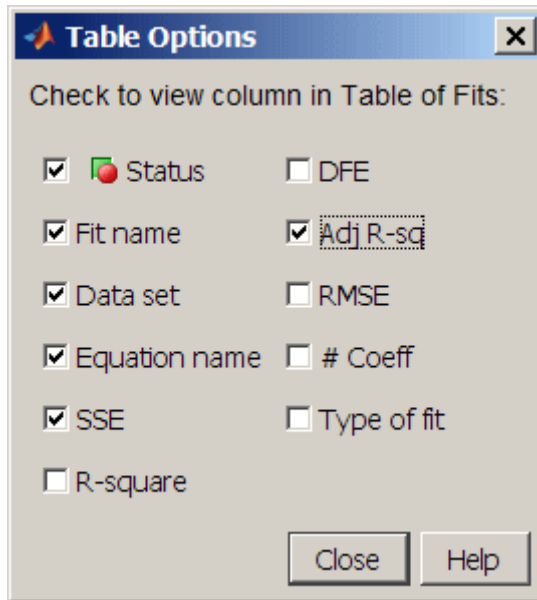 Table Options
Check to view column in Table of Fits:
Status
DFE
Fit name
Adj R-sq
Data set
RMSE
Equation name
# Coeff
SSE
Type of fit
R-square
Close
Help